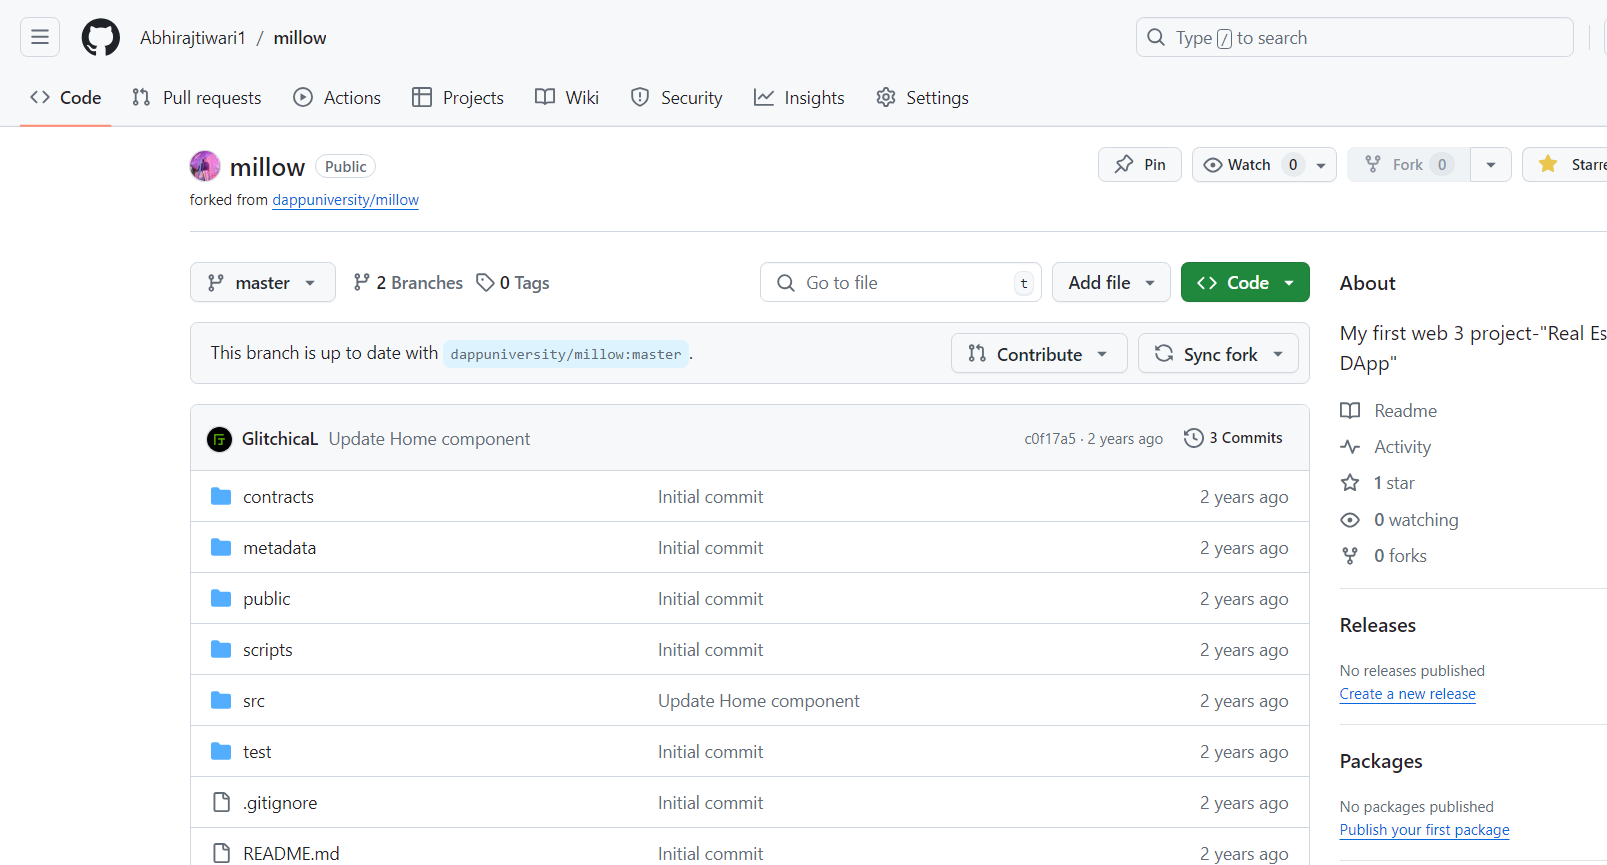 Abhirajtiwari1 / millow
Type / to search
Code
Pull requests
Actions
Projects
Wiki
Security
Insights
Settings
millow Public
Pin
Watch 0
Fork 0
Starre
forked from dappuniversity/millow
master
2 Branches
0 Tags
Go to file t
Add file
Code
This branch is up to date with dappuniversity/millow:master .
Contribute
Sync fork
GlitchicaL Update Home component c0f17a5 · 2 years ago 3 Commits
contracts Initial commit 2 years ago
metadata Initial commit 2 years ago
public Initial commit 2 years ago
scripts Initial commit 2 years ago
src Update Home component 2 years ago
test Initial commit 2 years ago
.gitignore Initial commit 2 years ago
README.md Initial commit 2 years ago
About
My first web 3 project-"Real Es
DApp"
Readme
Activity
1 star
0 watching
0 forks
Releases
No releases published
Create a new release
Packages
No packages published
Publish your first package